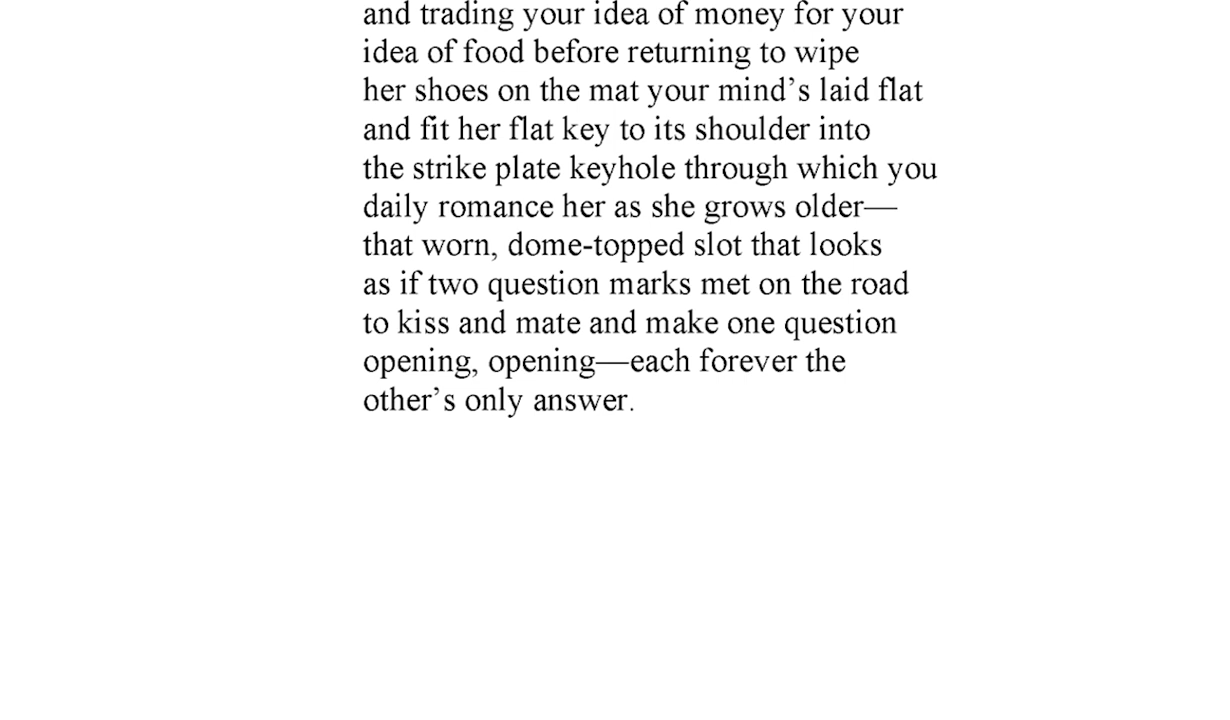 and trading your idea of money for your
idea of food before returning to wipe
her shoes on the mat your mind’s laid flat
and fit her flat key to its shoulder into
the strike plate keyhole through which you
daily romance her as she grows older—
that worn, dome-topped slot that looks
as if two question marks met on the road
to kiss and mate and make one question
opening, opening—each forever the
other’s only answer.